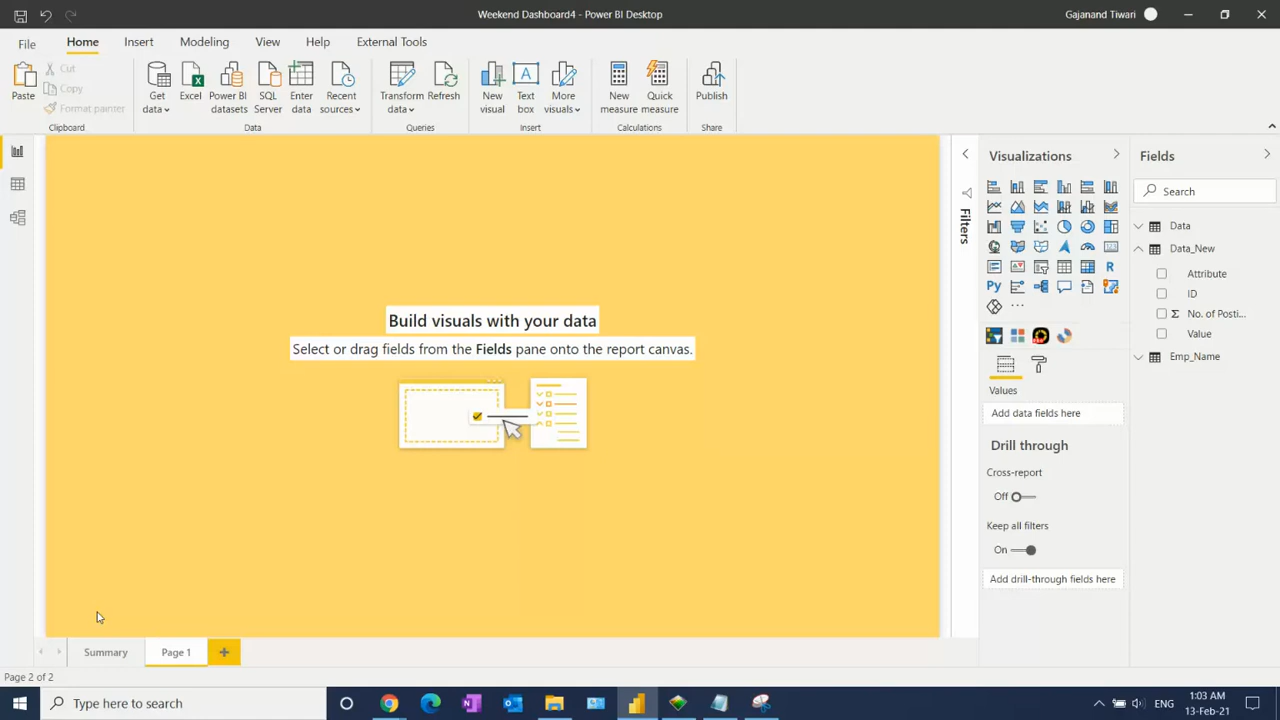 Weekend Dashboard4 - Power BI Desktop
Gajanand Tiwari
File
Home
Insert
Modeling
View
Help
External Tools
Paste
Cut
Copy
Format painter
Clipboard
Get data
Excel
Power BI datasets
SQL Server
Enter data
Recent sources
Data
Transform data
Refresh
Queries
New visual
Text box
More visuals
Insert
New measure
Quick measure
Calculations
Publish
Share
Build visuals with your data
Select or drag fields from the Fields pane onto the report canvas.
Filters
Visualizations
R
Py
Values
Add data fields here
Drill through
Cross-report
Off
Keep all filters
On
Add drill-through fields here
Fields
Search
Data
Data_New
Attribute
ID
Σ No. of Posti...
Value
Emp_Name
Summary
Page 1
Page 2 of 2
Type here to search
ENG
1:03 AM
13-Feb-21